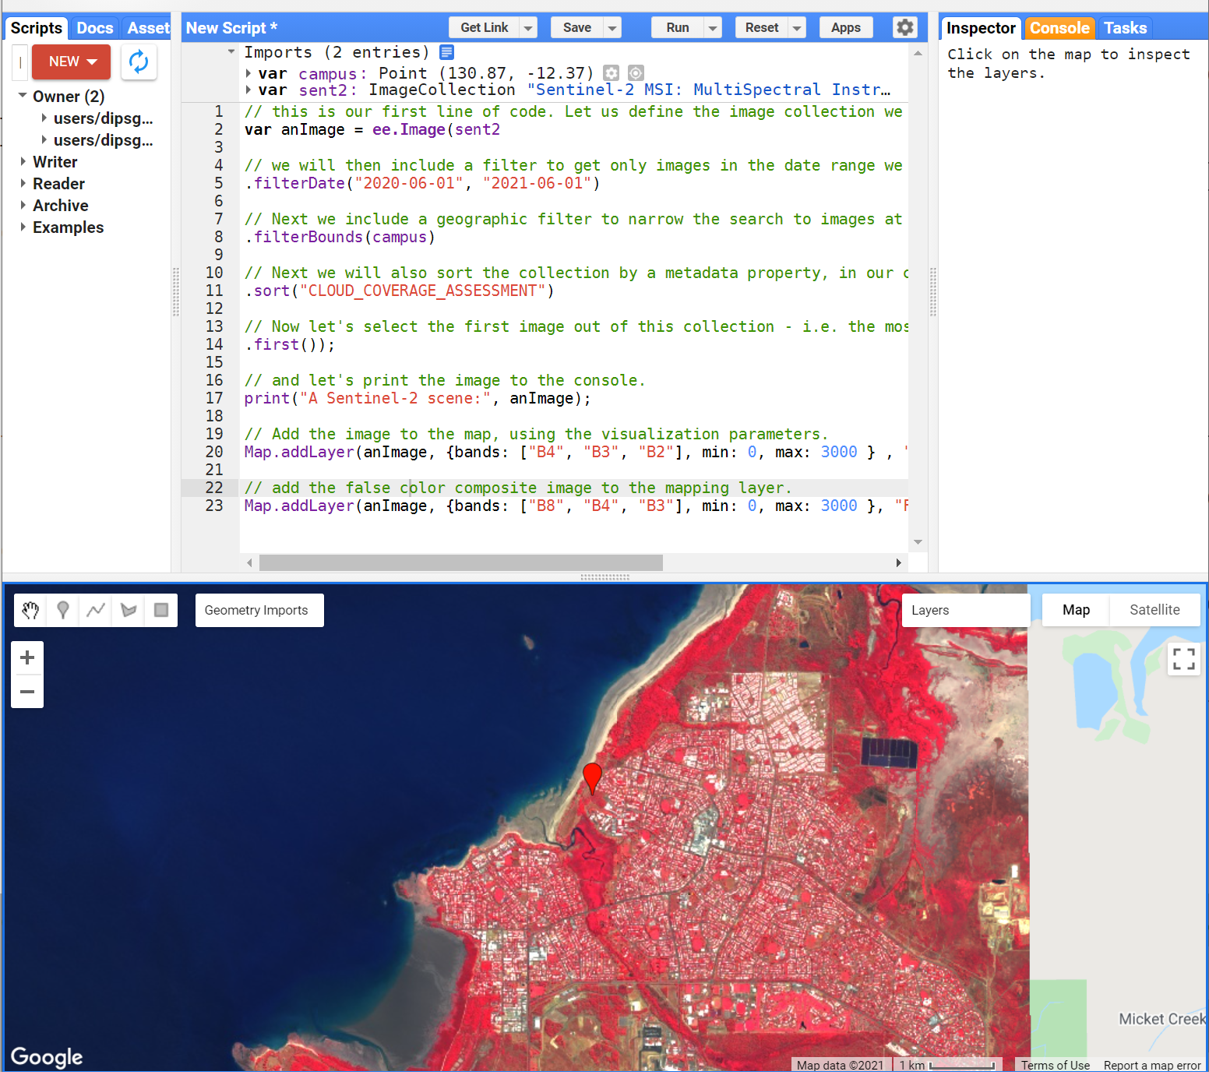 Scripts Docs Asset
NEW
Owner (2)
users/dipsg...
users/dipsg...
Writer
Reader
Archive
Examples
New Script *
Get Link Save Run Reset Apps
Imports (2 entries)
var campus: Point (130.87, -12.37)
var sent2: ImageCollection "Sentinel-2 MSI: MultiSpectral Instr…
1 // this is our first line of code. Let us define the image collection we
2 var anImage = ee.Image(sent2
3
4 // we will then include a filter to get only images in the date range we
5 .filterDate("2020-06-01", "2021-06-01")
6
7 // Next we include a geographic filter to narrow the search to images at
8 .filterBounds(campus)
9
10 // Next we will also sort the collection by a metadata property, in our
11 .sort("CLOUD_COVERAGE_ASSESSMENT")
12
13 // Now let's select the first image out of this collection - i.e. the mos
14 .first());
15
16 // and let's print the image to the console.
17 print("A Sentinel-2 scene:", anImage);
18
19 // Add the image to the map, using the visualization parameters.
20 Map.addLayer(anImage, {bands: ["B4", "B3", "B2"], min: 0, max: 3000 } , "
21
22 // add the false color composite image to the mapping layer.
23 Map.addLayer(anImage, {bands: ["B8", "B4", "B3"], min: 0, max: 3000 }, "F
Inspector Console Tasks
Click on the map to inspect
the layers.
Geometry Imports
Layers
Map Satellite
Micket Creek
Google
Map data ©2021 1 km Terms of Use Report a map error